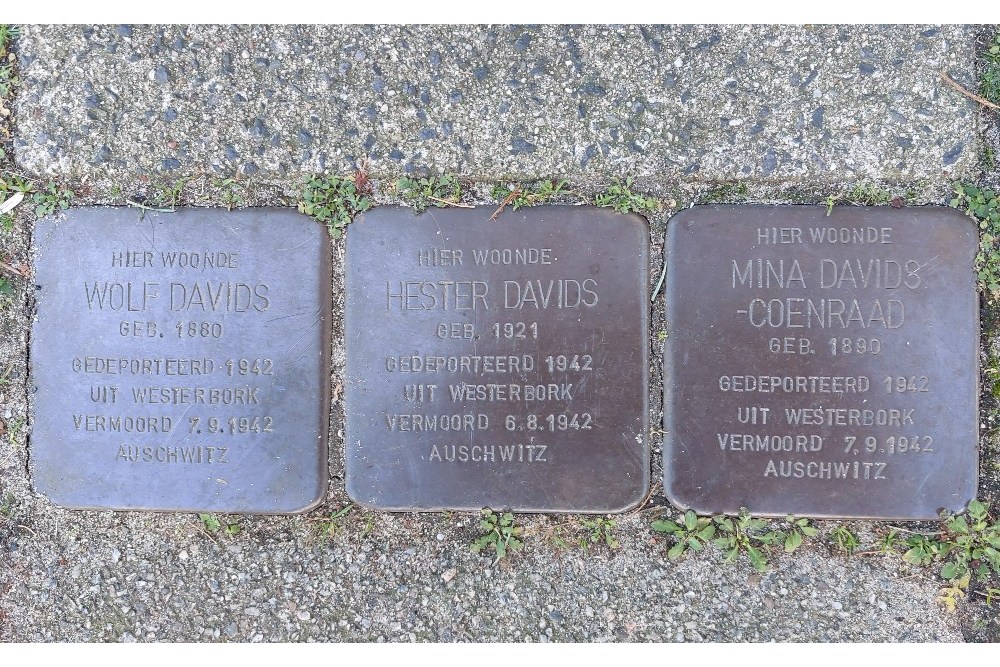 HIER WOONDE
WOLF DAVIDS
GEB. 1880
GEDEPORTEERD 1942
UIT WESTERBORK
VERMOORD 7.9.1942
AUSCHWITZ
HIER WOONDE
HESTER DAVIDS
GEB. 1921
GEDEPORTEERD 1942
UIT WESTERBORK
VERMOORD 6.8.1942
AUSCHWITZ
HIER WOONDE
MINA DAVIDS
-COENRAAD
GEB. 1890
GEDEPORTEERD 1942
UIT WESTERBORK
VERMOORD 7.9.1942
AUSCHWITZ